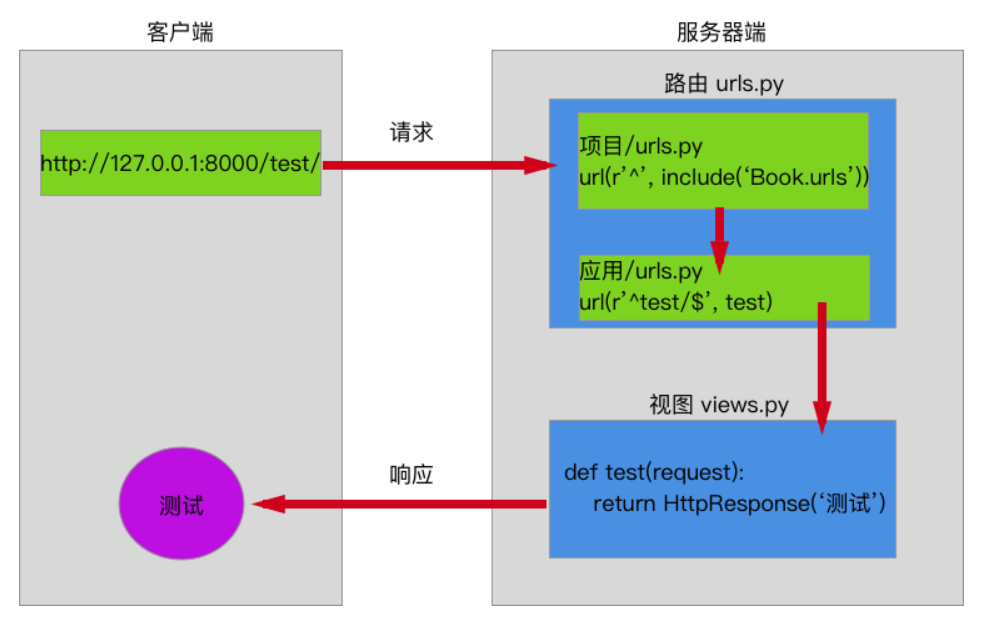 客户端
服务器端
路由 urls.py
请求
项目/urls.py
http://127.0.0.1:8000/test/
url(r’^’, include(‘Book.urls’))
应用/urls.py
url(r’^test/$’, test)
视图 views.py
响应
def test(request):
return HttpResponse(‘测试’)
测试